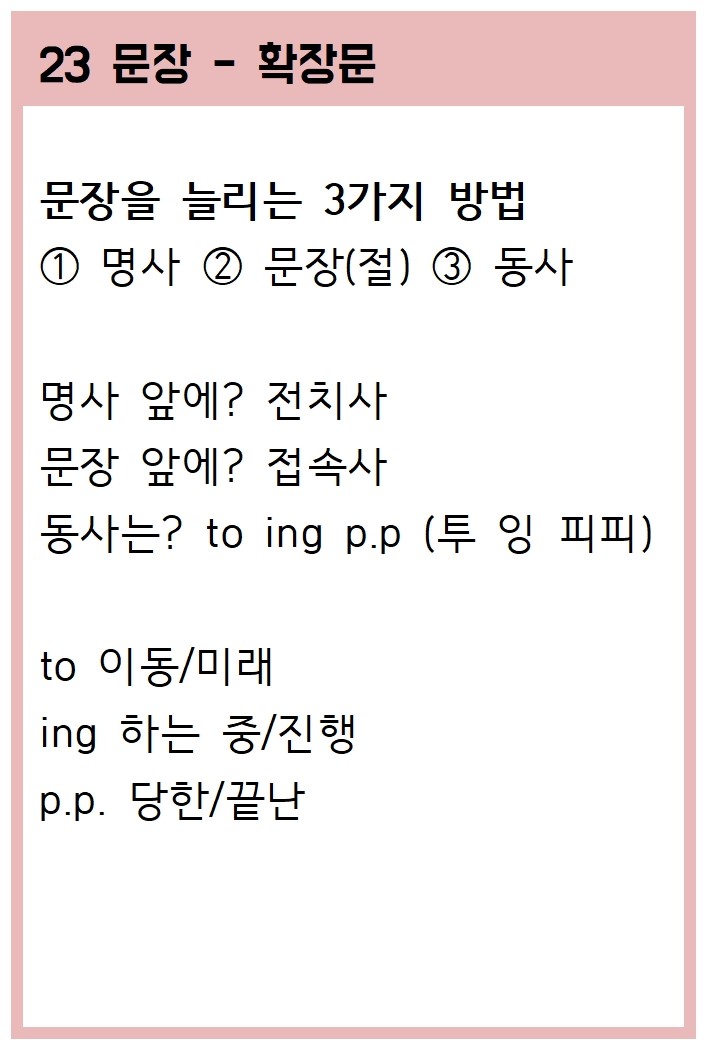 23 문장 - 확장문
문장을 늘리는 3가지 방법
① 명사 ② 문장(절) ③ 동사
명사 앞에? 전치사
문장 앞에? 접속사
동사는? to ing p.p (투 잉 피피)
to 이동/미래
ing 하는 중/진행
p.p. 당한/끝난